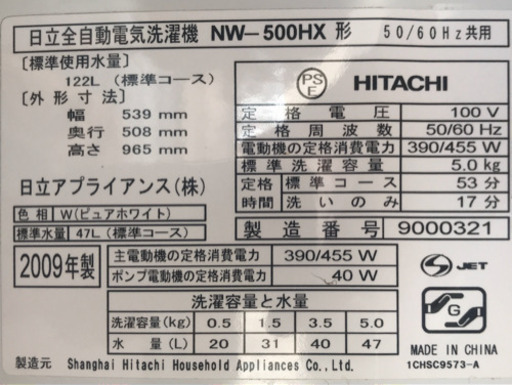 日立全自動電気洗濯機 NW-500HX 形 50/60Hz共用
〔標準使用水量〕
122L (標準コース)
〔外形寸法〕
幅 539 mm
奥行 508 mm
高さ 965 mm
日立アプライアンス(株)
色相 W(ピュアホワイト)
標準水量 47L (標準コース)
2009年製
PS E HITACHI
定格電圧 100 V
定格周波数 50/60 Hz
電動機の定格消費電力 390/455 W
標準洗濯容量 5.0 kg
定格時間 標準コース 53 分
洗いのみ 17 分
製造番号 9000321
主電動機の定格消費電力 390/455 W
ポンプ電動機の定格消費電力 40 W
S JET
洗濯容量と水量
洗濯容量(kg) 0.5 1.5 3.5 5.0
水量(L) 20 31 40 47
G
MADE IN CHINA
製造元 Shanghai Hitachi Household Appliances Co.,Ltd.
1CHSC9573-A